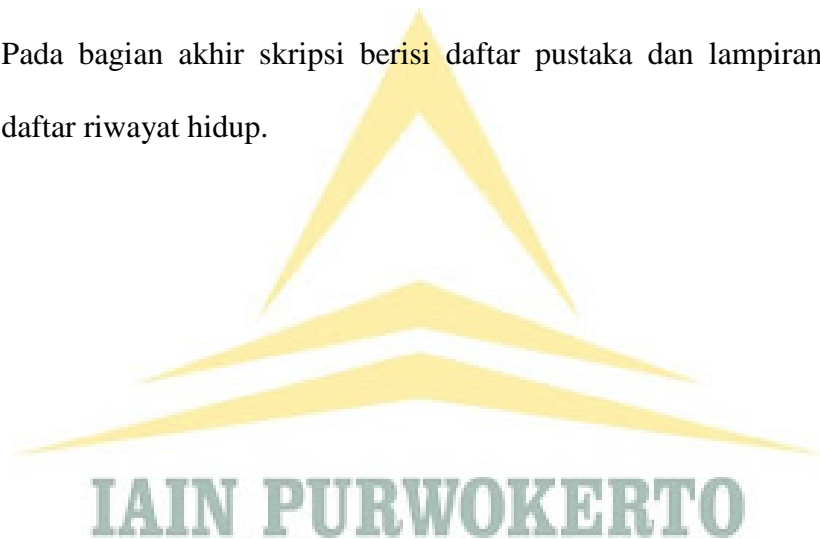 Pada bagian akhir skripsi berisi daftar pustaka dan lampiran
daftar riwayat hidup.
IAIN PURWOKERTO